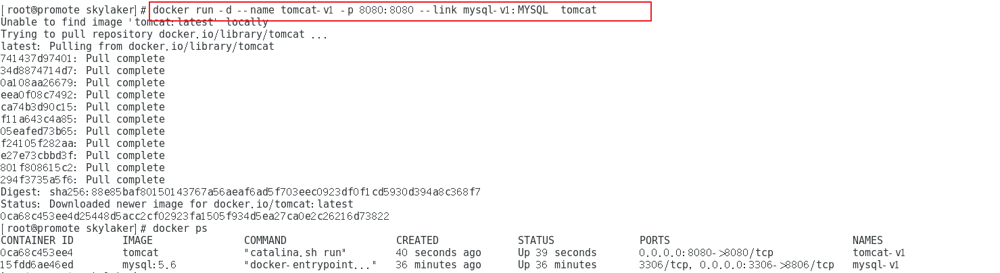 [root@promote skylaker]# docker run -d --name tomcat-v1 -p 8080:8080 --link mysql-v1:MYSQL  tomcat
Unable to find image 'tomcat:latest' locally
Trying to pull repository docker.io/library/tomcat ...
latest: Pulling from docker.io/library/tomcat
741437d97401: Pull complete
34d8874714d7: Pull complete
0a108aa26679: Pull complete
eea0f08c7492: Pull complete
ca74b3d90c15: Pull complete
f11a643c4a85: Pull complete
05eafed73b65: Pull complete
f24105f282aa: Pull complete
e27e73cbbd3f: Pull complete
801f808615c2: Pull complete
294f3735a5f6: Pull complete
Digest: sha256:88e85baf80150143767a56aeaf6ad5f703eec0923df0f1cd5930d394a8c368f7
Status: Downloaded newer image for docker.io/tomcat:latest
0ca68c453ee4d25448d5acc2cf02923fa1505f934d5ea27ca0e2c26216d73822
[root@promote skylaker]# docker ps
CONTAINER ID        IMAGE               COMMAND                  CREATED             STATUS              PORTS                              NAMES
0ca68c453ee4        tomcat              "catalina.sh run"        40 seconds ago      Up 39 seconds       0.0.0.0:8080->8080/tcp             tomcat-v1
15fdd6ae46ed        mysql:5.6           "docker-entrypoint..."   36 minutes ago      Up 36 minutes       3306/tcp, 0.0.0.0:3306->8806/tcp   mysql-v1